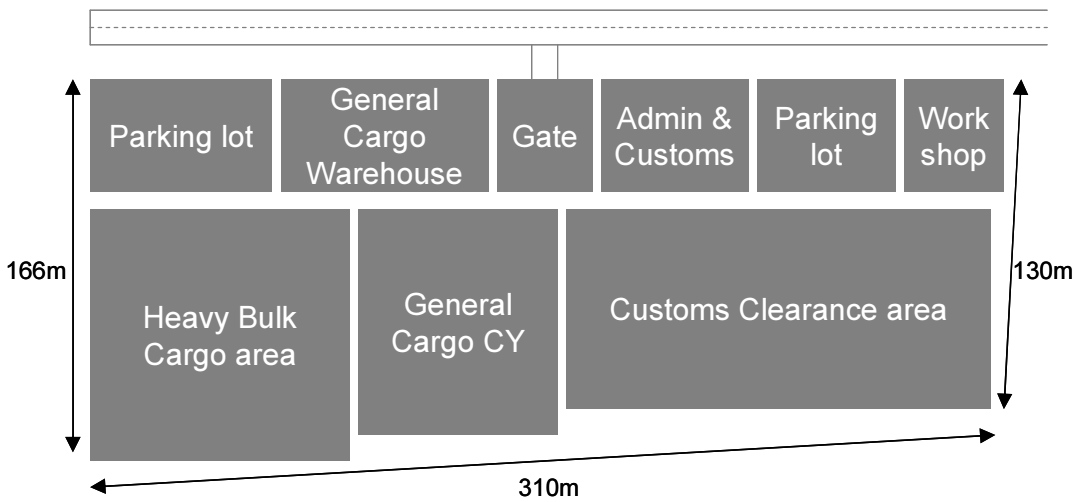 Parking lot
General
Cargo
Warehouse
Gate
Admin &
Customs
Parking
lot
Work
shop
166m
130m
Heavy Bulk
Cargo area
General
Cargo CY
Customs Clearance area
310m